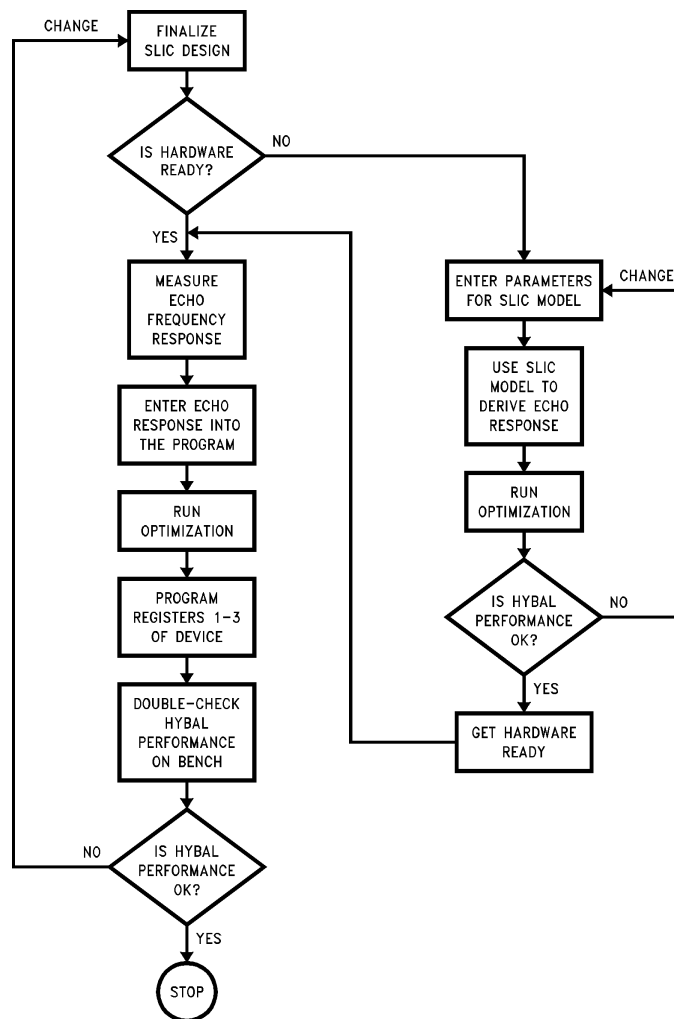 CHANGE
FINALIZE
SLIC DESIGN
IS HARDWARE
READY?
NO
YES
MEASURE
ECHO
FREQUENCY
RESPONSE
ENTER ECHO
RESPONSE INTO
THE PROGRAM
RUN
OPTIMIZATION
PROGRAM
REGISTERS 1-3
OF DEVICE
DOUBLE-CHECK
HYBAL
PERFORMANCE
ON BENCH
NO
IS HYBAL
PERFORMANCE
OK?
YES
STOP
ENTER PARAMETERS
FOR SLIC MODEL
CHANGE
USE SLIC
MODEL TO
DERIVE ECHO
RESPONSE
RUN
OPTIMIZATION
IS HYBAL
PERFORMANCE
OK?
NO
YES
GET HARDWARE
READY